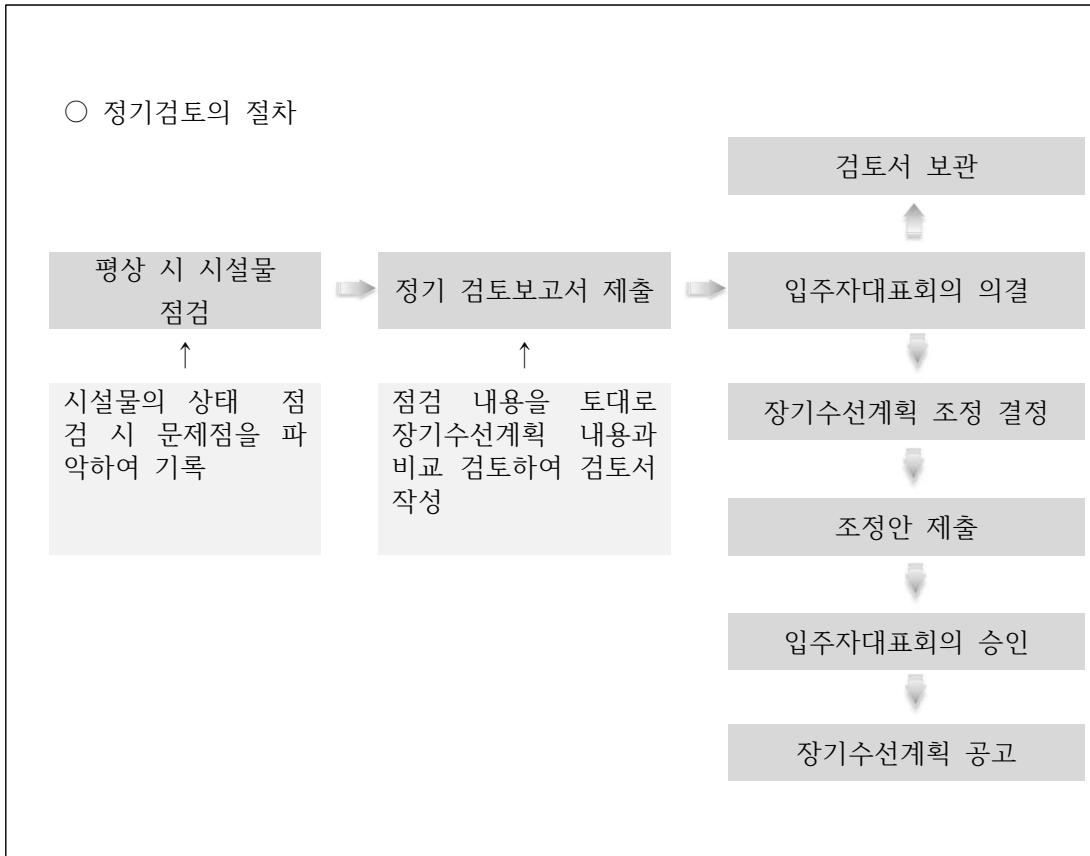 ○ 정기검토의 절차
검토서 보관
평상 시 시설물
점검
정기 검토보고서 제출
입주자대표회의 의결
↑
↑
시설물의 상태 점
검 시 문제점을 파
악하여 기록
점검 내용을 토대로
장기수선계획 내용과
비교 검토하여 검토서
작성
장기수선계획 조정 결정
조정안 제출
입주자대표회의 승인
장기수선계획 공고